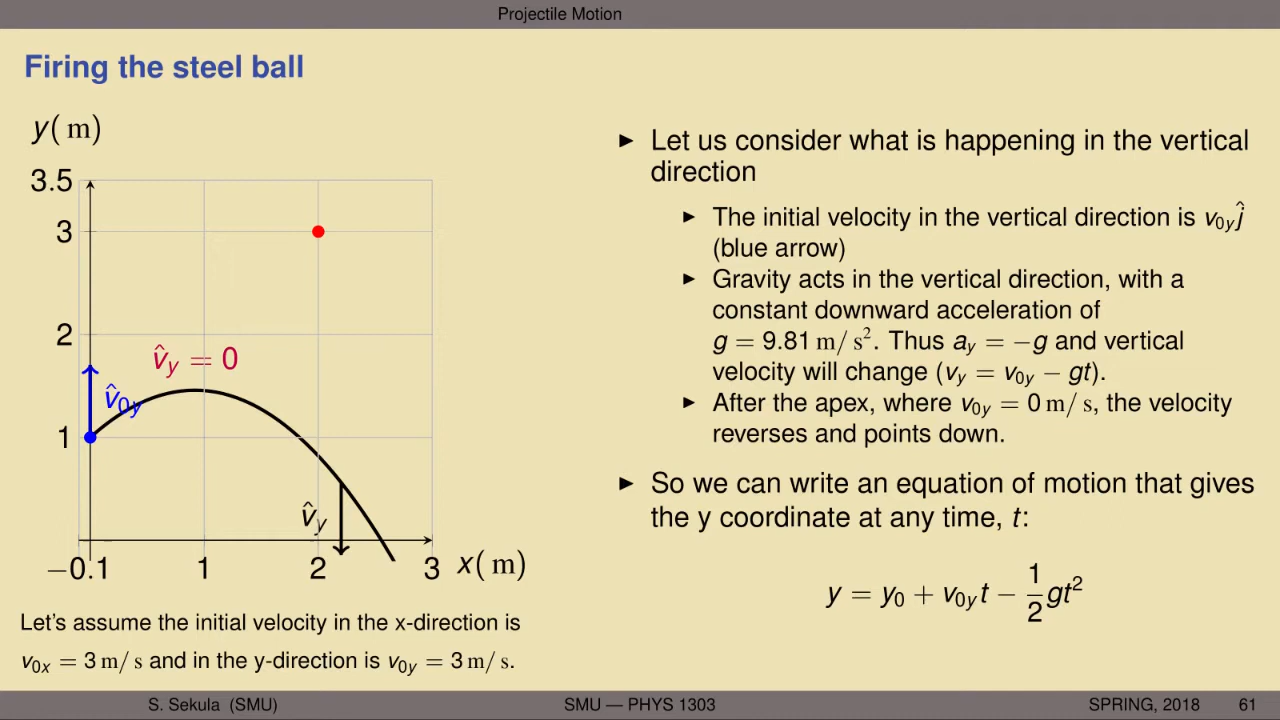 Projectile Motion
Firing the steel ball
y( m)
3.5
3
2
1
v̂y = 0
v̂0y
v̂y
−0.1
1
2
3
x( m)
Let's assume the initial velocity in the x-direction is
v0x = 3 m/ s and in the y-direction is v0y = 3 m/ s.
► Let us consider what is happening in the vertical
direction
► The initial velocity in the vertical direction is v0yĵ
(blue arrow)
► Gravity acts in the vertical direction, with a
constant downward acceleration of
g = 9.81 m/ s². Thus ay = −g and vertical
velocity will change (vy = v0y − gt).
► After the apex, where v0y = 0 m/ s, the velocity
reverses and points down.
► So we can write an equation of motion that gives
the y coordinate at any time, t:
y = y0 + v0yt − 1/2 gt²
S. Sekula (SMU)
SMU — PHYS 1303
SPRING, 2018
61